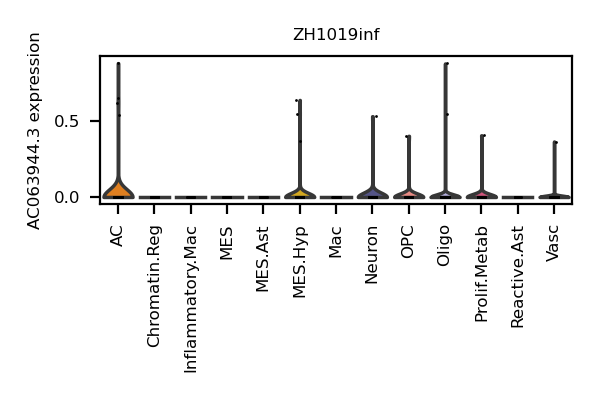 ZH1019inf
AC063944.3 expression
0.5
0.0
AC
Chromatin.Reg
Inflammatory.Mac
MES
MES.Ast
MES.Hyp
Mac
Neuron
OPC
Oligo
Prolif.Metab
Reactive.Ast
Vasc